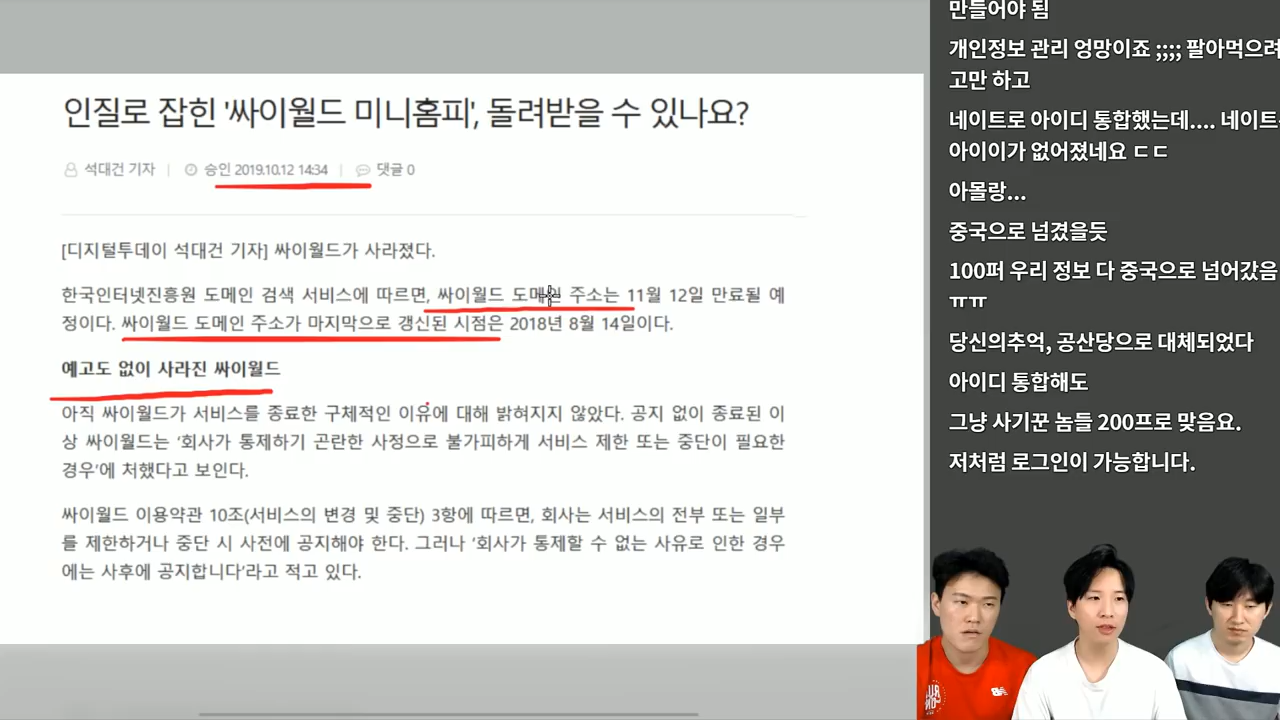 인질로 잡힌 '싸이월드 미니홈피', 돌려받을 수 있나요?
석대건 기자 | 승인 2019.10.12 14:34 | 댓글 0
[디지털투데이 석대건 기자] 싸이월드가 사라졌다.
한국인터넷진흥원 도메인 검색 서비스에 따르면, 싸이월드 도메인 주소는 11월 12일 만료될 예
정이다. 싸이월드 도메인 주소가 마지막으로 갱신된 시점은 2018년 8월 14일이다.
예고도 없이 사라진 싸이월드
아직 싸이월드가 서비스를 종료한 구체적인 이유에 대해 밝혀지지 않았다. 공지 없이 종료된 이
상 싸이월드는 '회사가 통제하기 곤란한 사정으로 불가피하게 서비스 제한 또는 중단이 필요한
경우'에 처했다고 보인다.
싸이월드 이용약관 10조(서비스의 변경 및 중단) 3항에 따르면, 회사는 서비스의 전부 또는 일부
를 제한하거나 중단 시 사전에 공지해야 한다. 그러나 '회사가 통제할 수 없는 사유로 인한 경우
에는 사후에 공지합니다'라고 적고 있다.
만들어야 됨
개인정보 관리 엉망이죠 ;;;; 팔아먹으려
고만 하고
네이트로 아이디 통합했는데.... 네이트
아이이가 없어졌네요 ㄷㄷ
아몰랑...
중국으로 넘겼을듯
100퍼 우리 정보 다 중국으로 넘어갔음
ㅠㅠ
당신의추억, 공산당으로 대체되었다
아이디 통합해도
그냥 사기꾼 놈들 200프로 맞음요.
저처럼 로그인이 가능합니다.